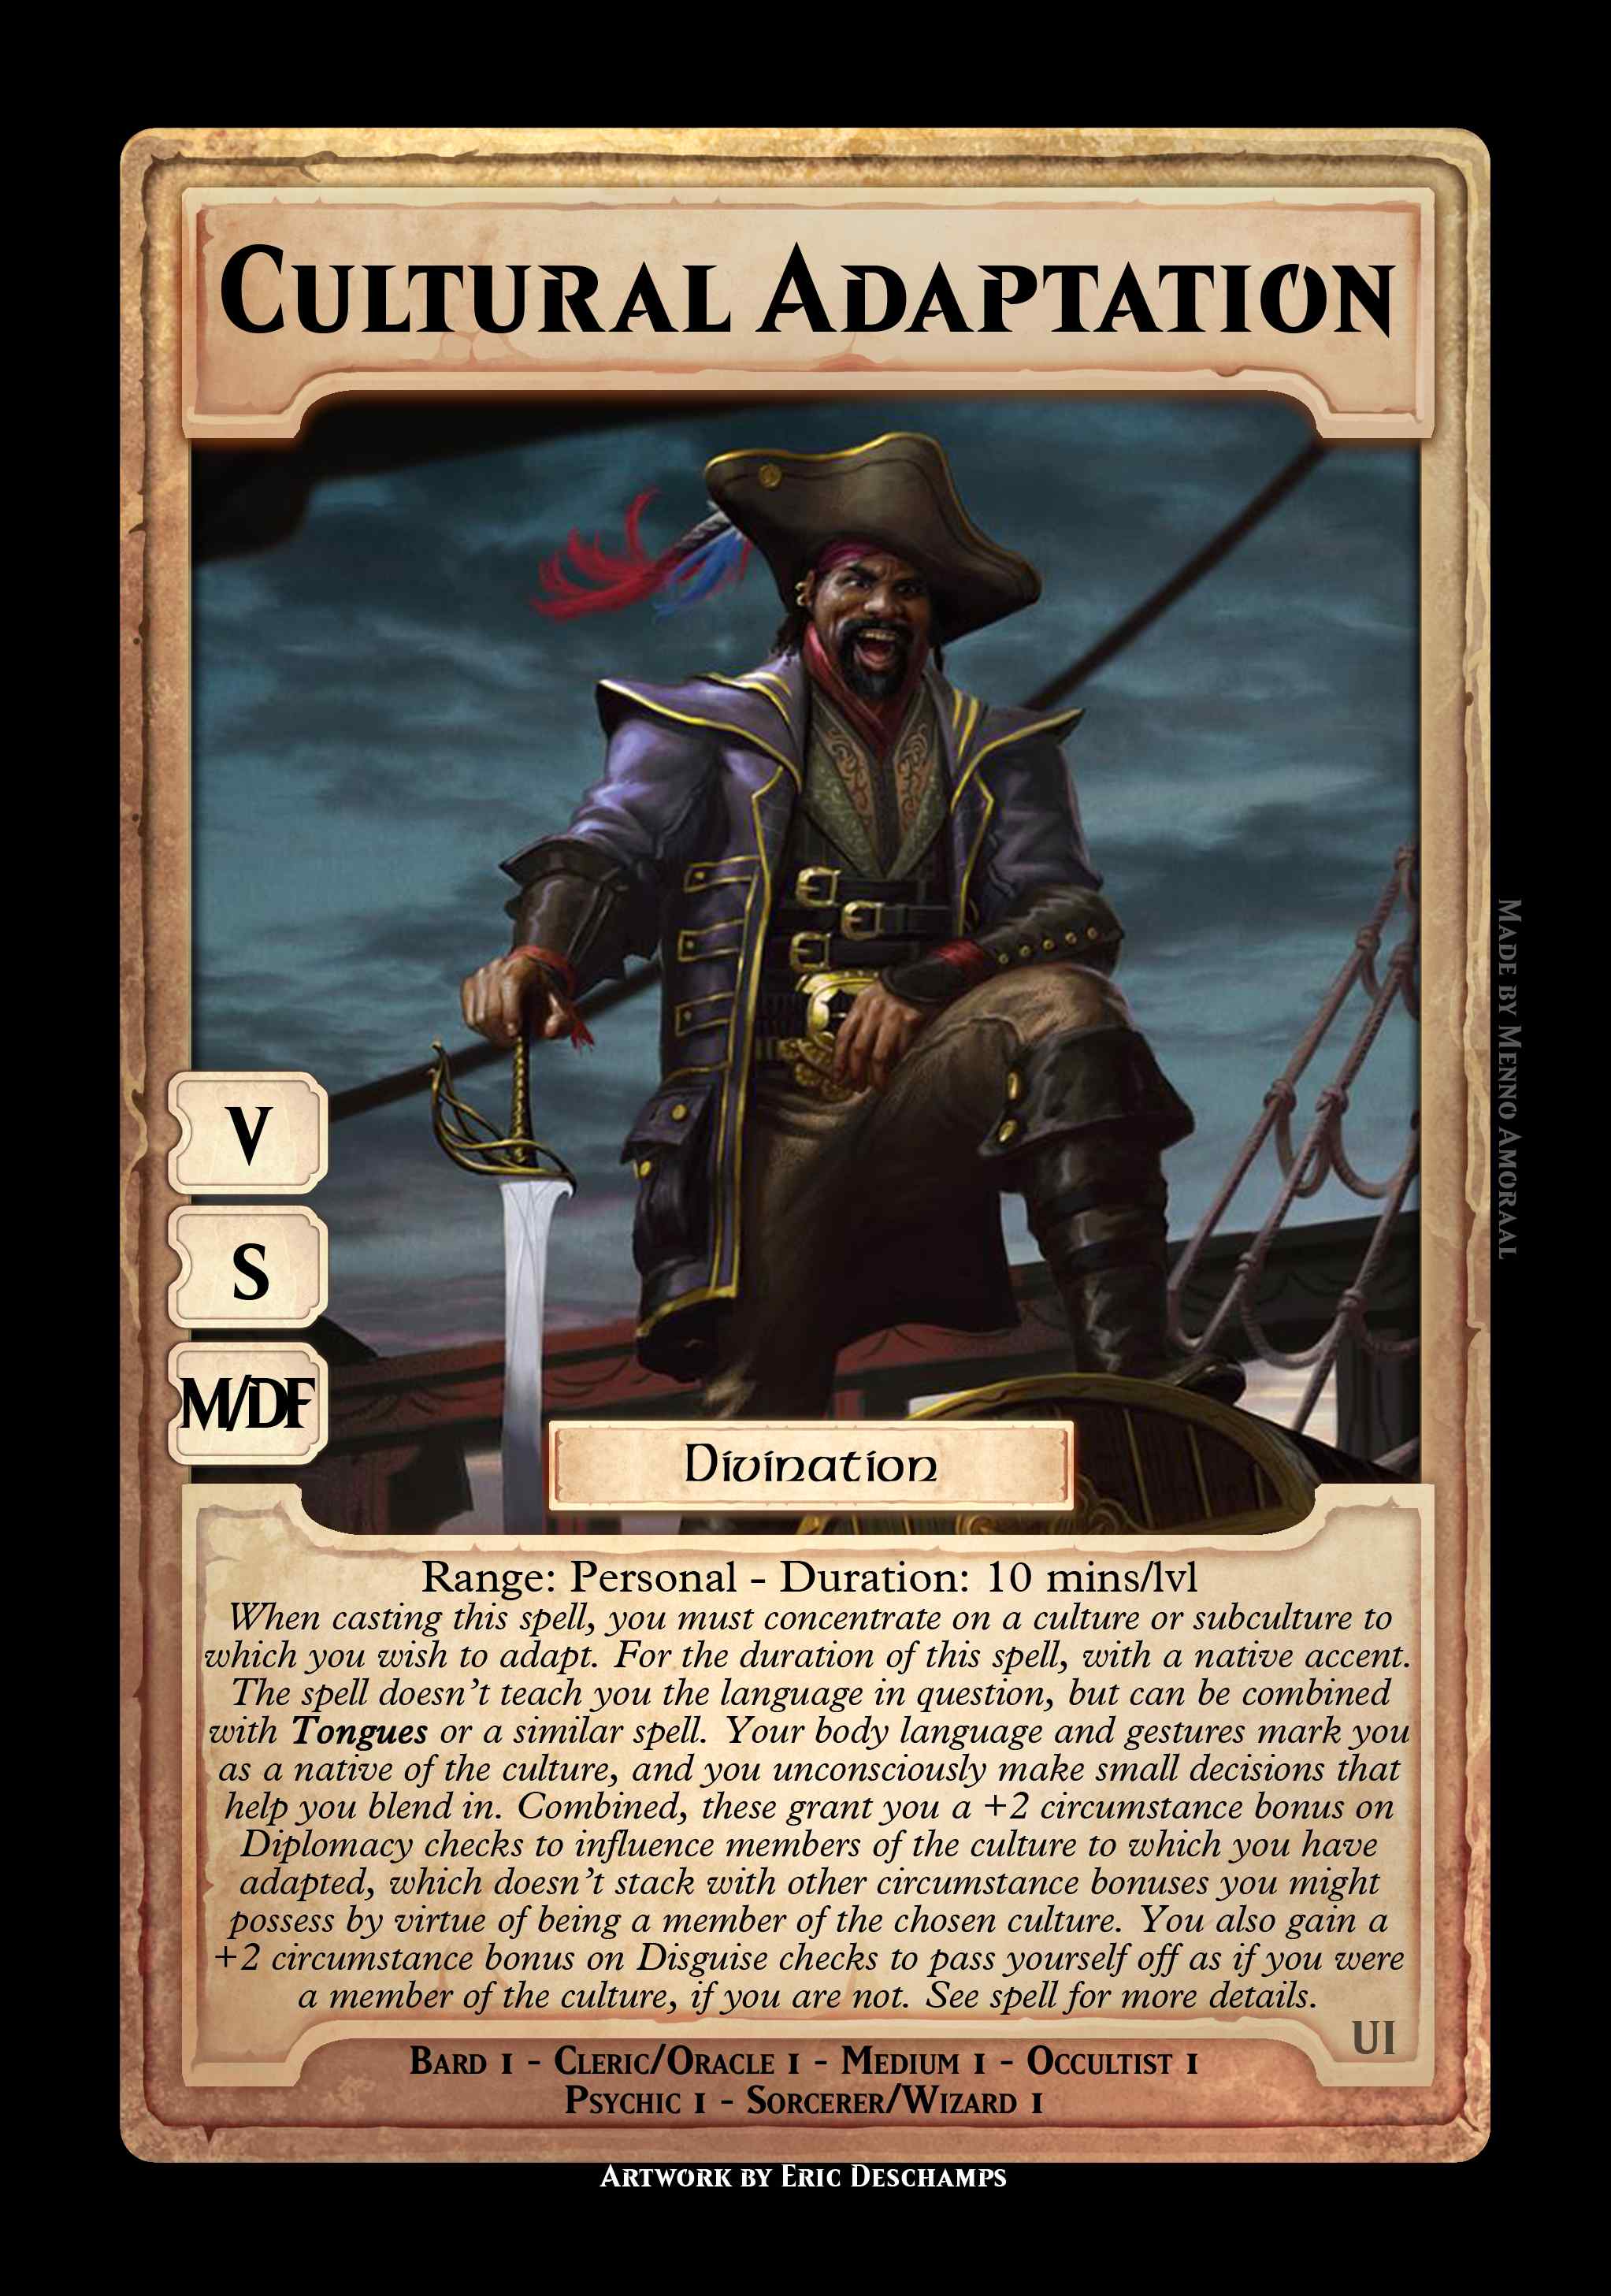 Cultural Adaptation
V
S
M/DF
Divination
Range: Personal - Duration: 10 mins/lvl
When casting this spell, you must concentrate on a culture or subculture to
which you wish to adapt. For the duration of this spell, with a native accent.
The spell doesn't teach you the language in question, but can be combined
with Tongues or a similar spell. Your body language and gestures mark you
as a native of the culture, and you unconsciously make small decisions that
help you blend in. Combined, these grant you a +2 circumstance bonus on
Diplomacy checks to influence members of the culture to which you have
adapted, which doesn't stack with other circumstance bonuses you might
possess by virtue of being a member of the chosen culture. You also gain a
+2 circumstance bonus on Disguise checks to pass yourself off as if you were
a member of the culture, if you are not. See spell for more details.
UI
Bard 1 - Cleric/Oracle 1 - Medium 1 - Occultist 1
Psychic 1 - Sorcerer/Wizard 1
Artwork by Eric Deschamps
Made by Menno Amoraal